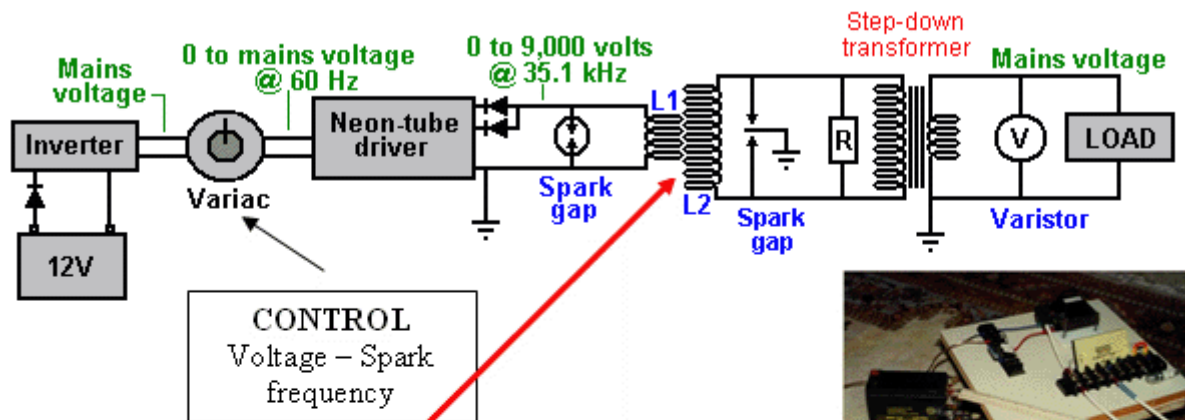 Mains
voltage
0 to mains voltage
@ 60 Hz
0 to 9,000 volts
@ 35.1 kHz
Step-down
transformer
Mains voltage
Inverter
Variac
Neon-tube
driver
Spark
gap
L1
L2
Spark
gap
R
V
LOAD
Varistor
12V
CONTROL
Voltage – Spark
frequency